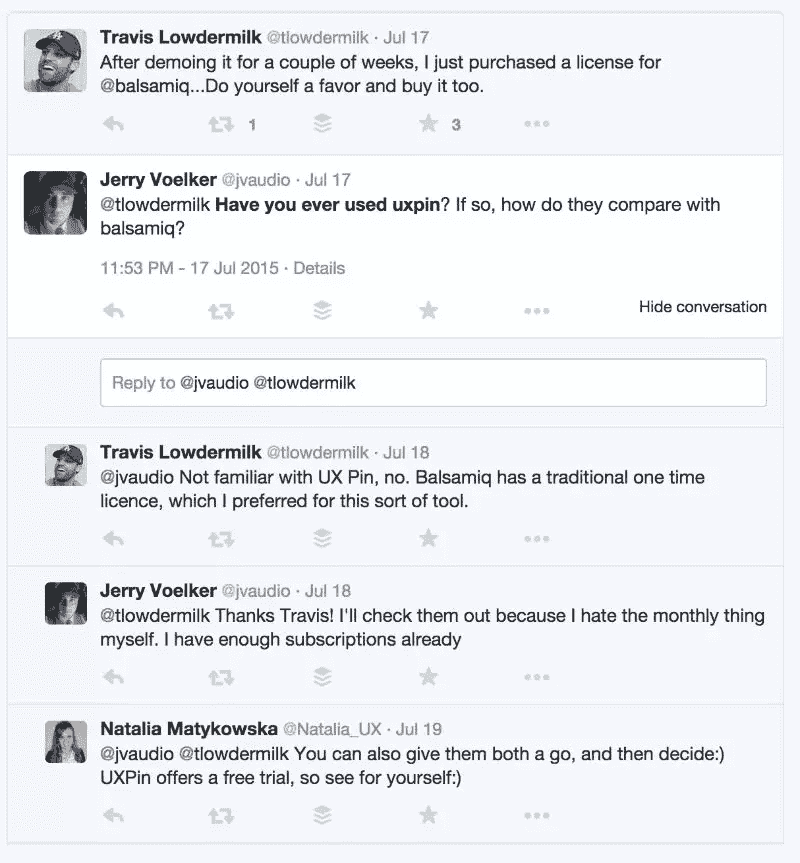 Travis Lowdermilk @tlowdermilk · Jul 17
After demoing it for a couple of weeks, I just purchased a license for
@balsamiq...Do yourself a favor and buy it too.
1 3
Jerry Voelker @jvaudio · Jul 17
@tlowdermilk Have you ever used uxpin? If so, how do they compare with
balsamiq?
11:53 PM - 17 Jul 2015 · Details
Hide conversation
Reply to @jvaudio @tlowdermilk
Travis Lowdermilk @tlowdermilk · Jul 18
@jvaudio Not familiar with UX Pin, no. Balsamiq has a traditional one time
licence, which I preferred for this sort of tool.
Jerry Voelker @jvaudio · Jul 18
@tlowdermilk Thanks Travis! I'll check them out because I hate the monthly thing
myself. I have enough subscriptions already
Natalia Matykowska @Natalia_UX · Jul 19
@jvaudio @tlowdermilk You can also give them both a go, and then decide:)
UXPin offers a free trial, so see for yourself:)